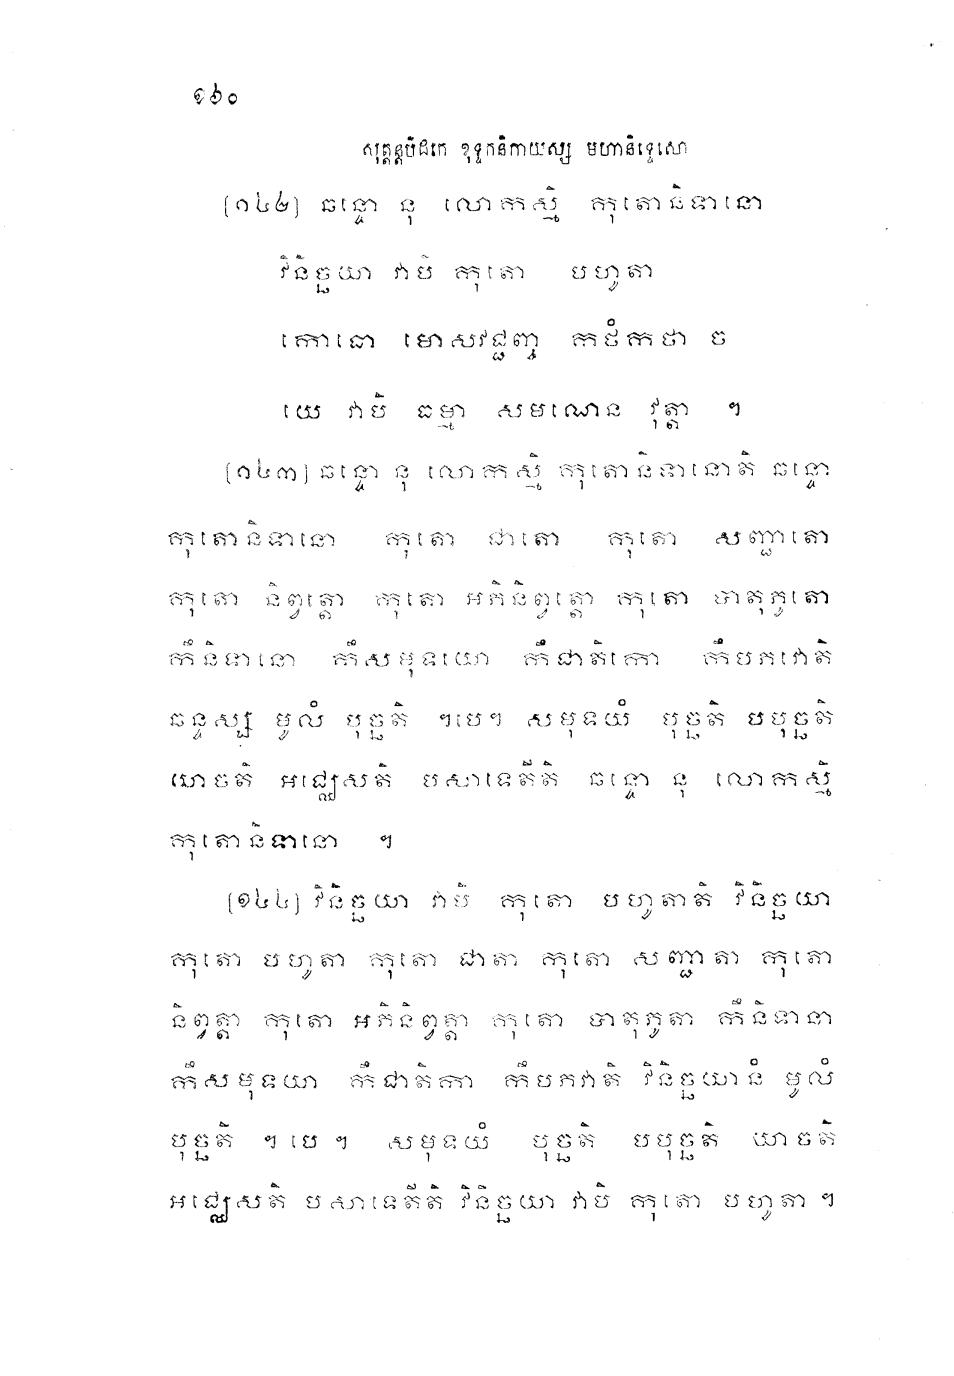 ១៦០
សុត្តន្តបិដកេ ខុទ្ទកនិកាយស្ស មហានិទ្ទេសោ
[១៤២] ឆន្ទោ នុ លោកស្មិំ កុតោនិទានោ
វិនិច្ឆយា វាបិ កុតោ បហូតា
កោធោ មោសវជ្ជញ្ច កថំកថា ច
យេ វាបិ ធម្មា សមណេន វុត្តា ។
[១៤៣] ឆន្ទោ នុ លោកស្មិំ កុតោនិទានោតិ ឆន្ទោ
កុតោនិទានោ កុតោ ជាតោ កុតោ សញ្ជាតោ
កុតោ និព្វត្តោ កុតោ អភិនិព្វត្តោ កុតោ បាតុភូតោ
កឹនិទានោ កឹសមុទយោ កឹជាតិកោ កឹបភវោតិ
ឆន្ទស្ស មូលំ បុច្ឆតិ ។បេ។ សមុទយំ បុច្ឆតិ បបុច្ឆតិ
យាចតិ អជ្ឈេសតិ បសាទេតីតិ ឆន្ទោ នុ លោកស្មិំ
កុតោនិទានោ ។
[១៤៤] វិនិច្ឆយា វាបិ កុតោ បហូតាតិ វិនិច្ឆយា
កុតោ បហូតា កុតោ ជាតា កុតោ សញ្ជាតា កុតោ
និព្វត្តា កុតោ អភិនិព្វត្តា កុតោ បាតុភូតា កឹនិទានា
កឹសមុទយា កឹជាតិកា កឹបភវាតិ វិនិច្ឆយានំ មូលំ
បុច្ឆតិ ។ បេ ។ សមុទយំ បុច្ឆតិ បបុច្ឆតិ យាចតិ
អជ្ឈេសតិ បសាទេតីតិ វិនិច្ឆយា វាបិ កុតោ បហូតា ។